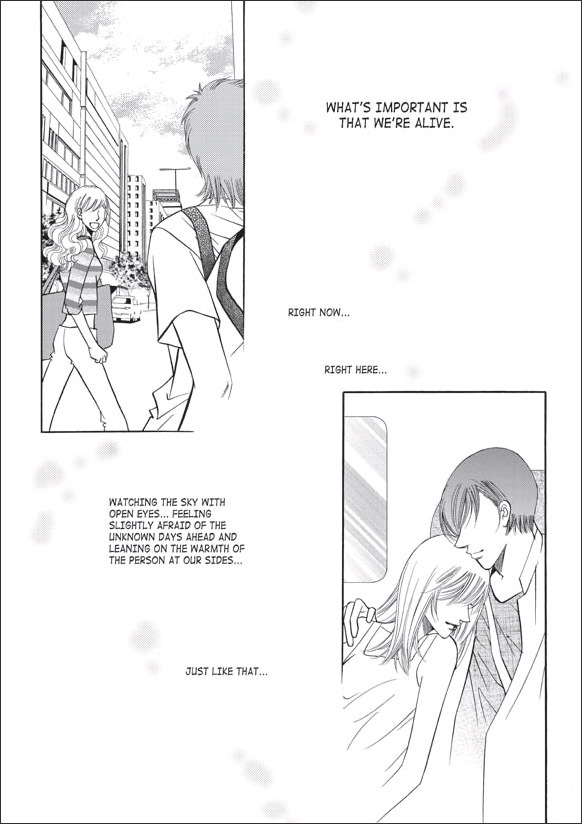 WHAT'S IMPORTANT IS
THAT WE'RE ALIVE.
RIGHT NOW...
RIGHT HERE...
WATCHING THE SKY WITH
OPEN EYES... FEELING
SLIGHTLY AFRAID OF THE
UNKNOWN DAYS AHEAD AND
LEANING ON THE WARMTH OF
THE PERSON AT OUR SIDES...
JUST LIKE THAT...